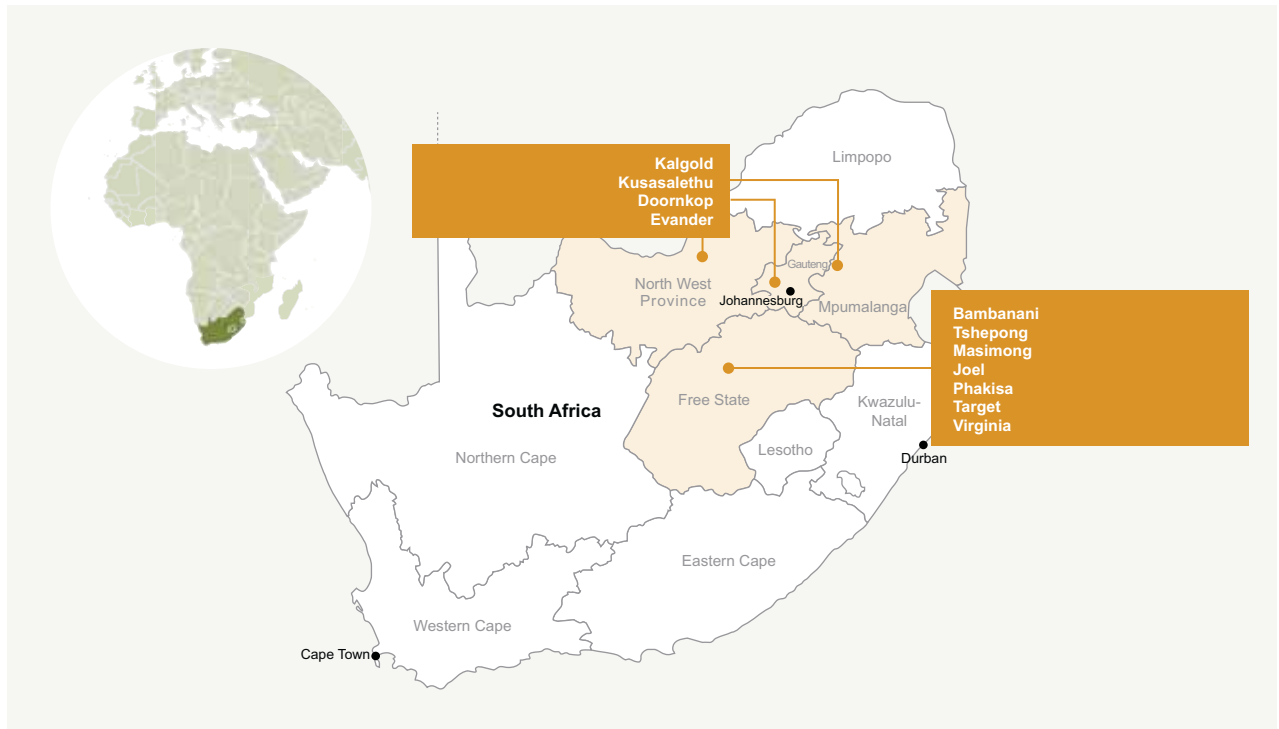 Limpopo
Kalgold
Kusasalethu
Doornkop
Evander
Gauteng
North West
Province
Johannesburg
Mpumalanga
Bambanani
Tshepong
Masimong
Joel
Phakisa
Target
Virginia
Free State
Kwazulu-
Natal
South Africa
Lesotho
Durban
Northern Cape
Eastern Cape
Western Cape
Cape Town